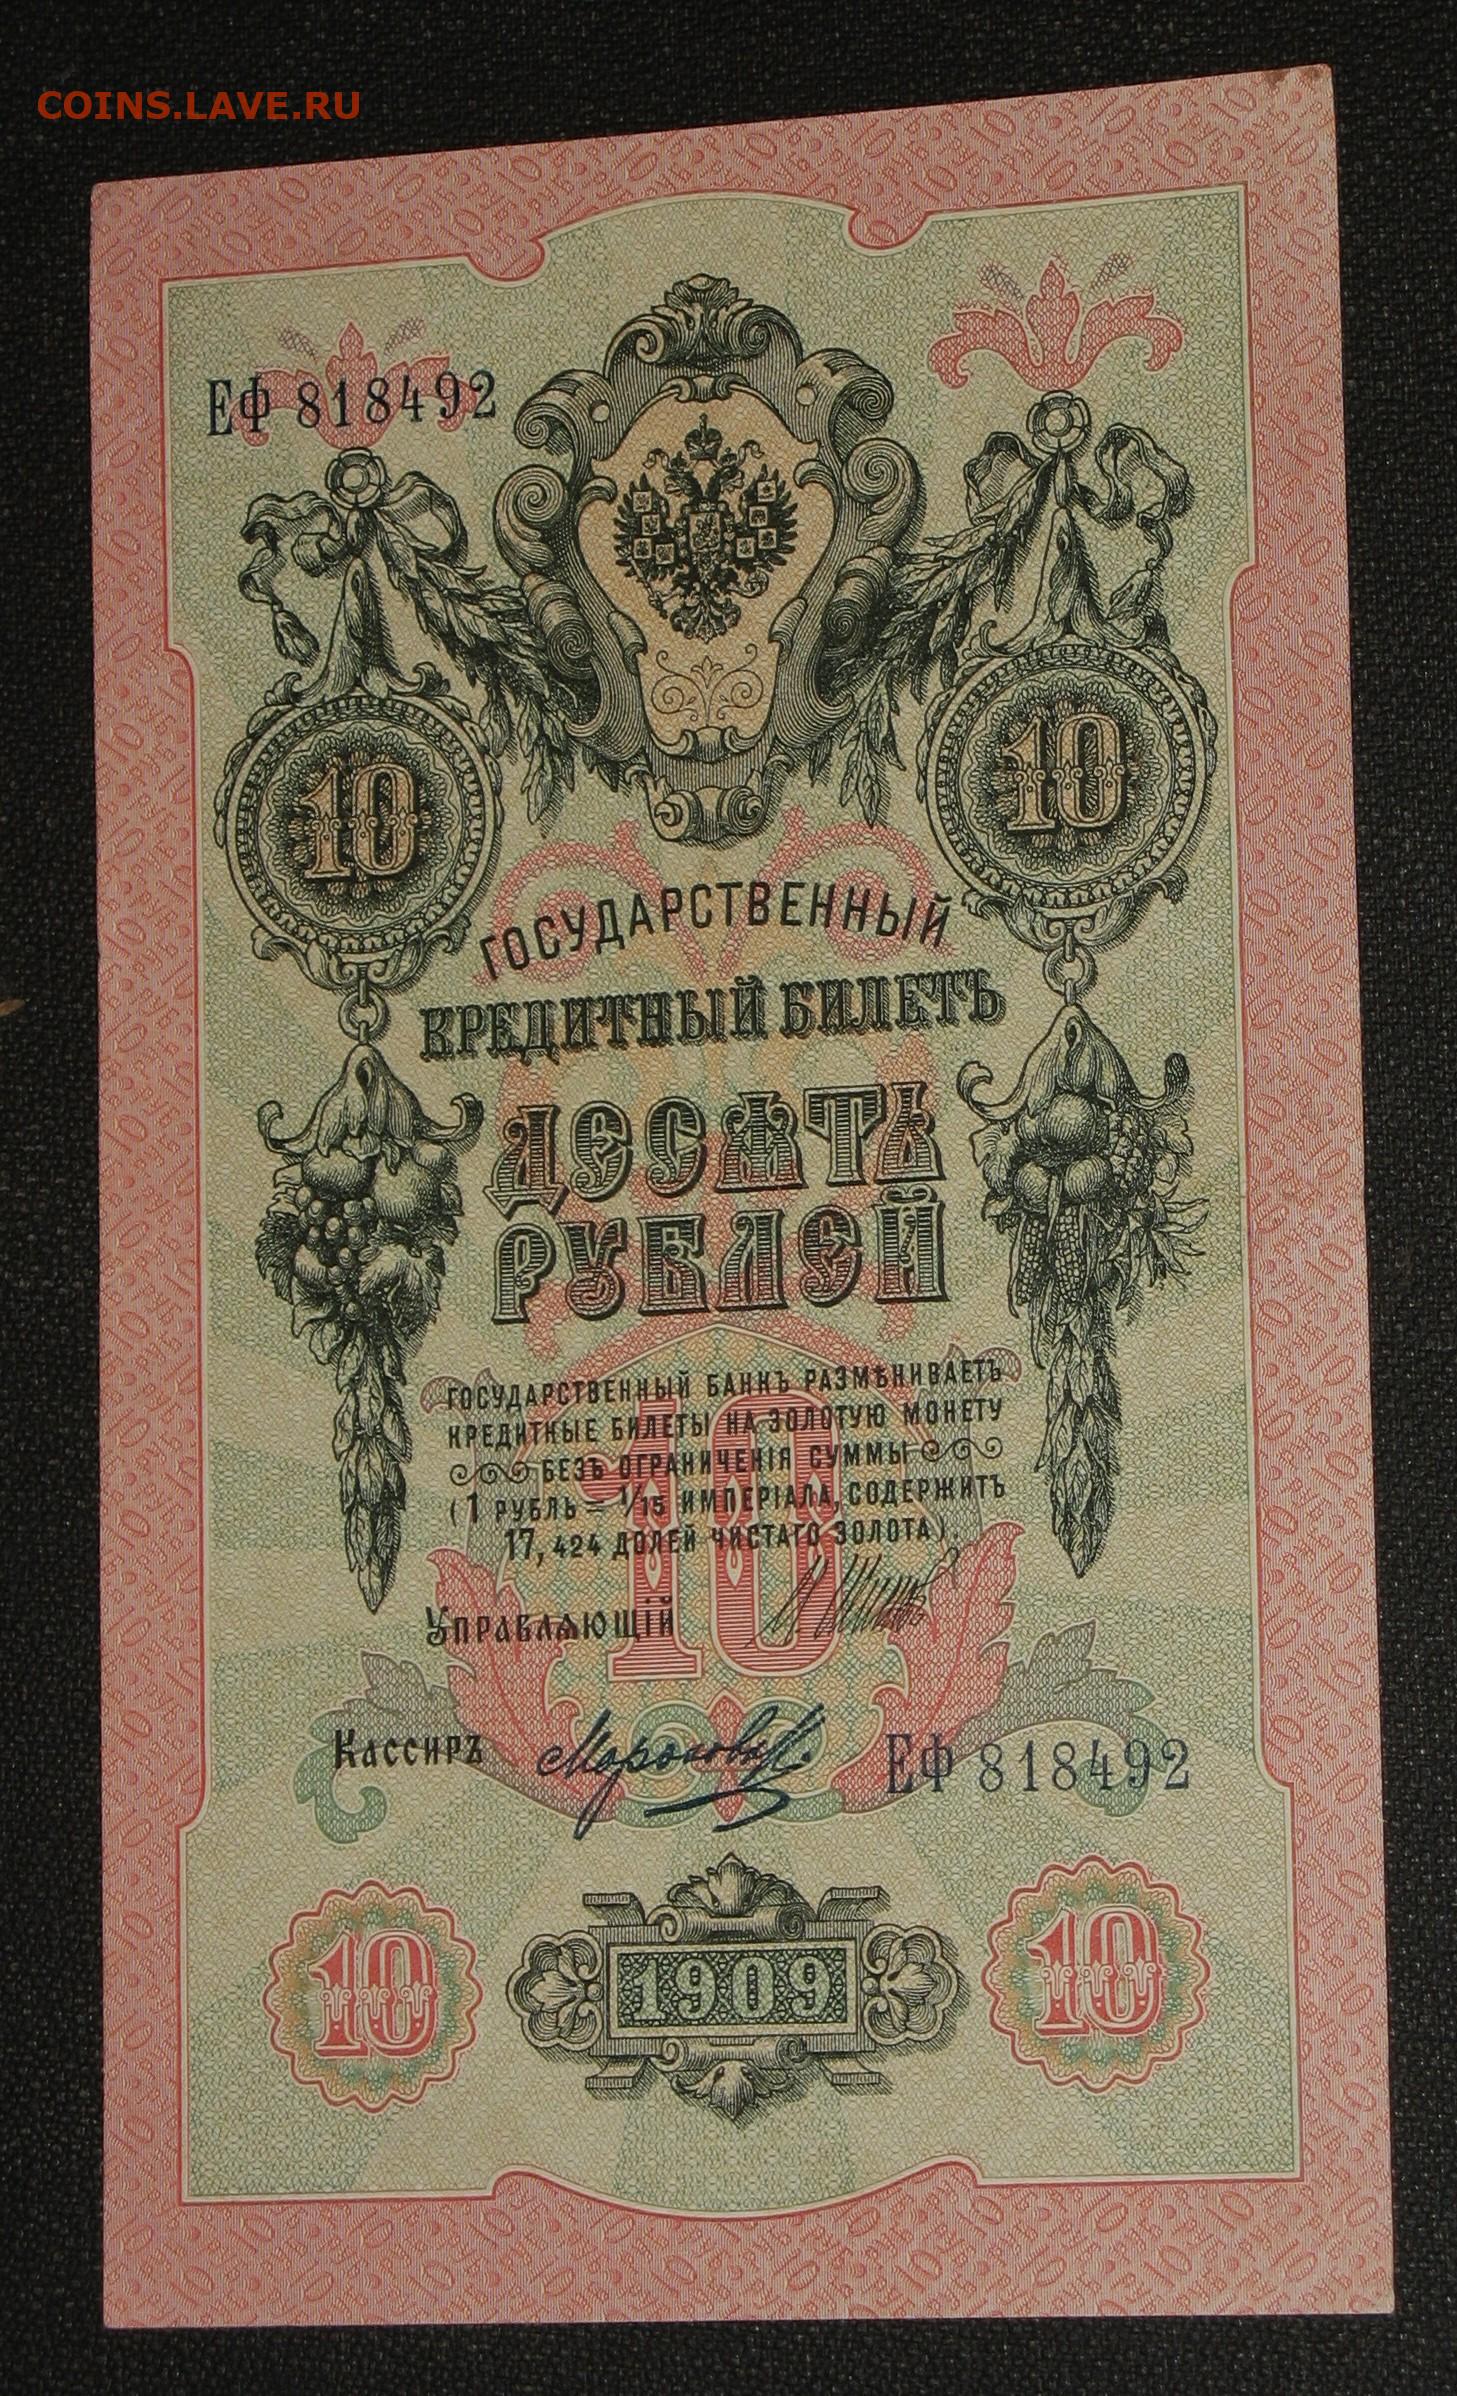 COINS.LAVE.RU
ЕФ 818492
10 10
ГОСУДАРСТВЕННЫЙ
КРЕДИТНЫЙ БИЛЕТЪ
ДЕСѦТЬ
РУБЛЕЙ
ГОСУДАРСТВЕННЫЙ БАНКЪ РАЗМѢНИВАЕТЪ
КРЕДИТНЫЕ БИЛЕТЫ НА ЗОЛОТУЮ МОНЕТУ
БЕЗЪ ОГРАНИЧЕНІЯ СУММЫ
(1 РУБЛЬ = 1/15 ИМПЕРІАЛА, СОДЕРЖИТЪ
17,424 ДОЛЕЙ ЧИСТАГО ЗОЛОТА).
10
УПРАВЛѦЮЩІЙ
КАССИРЪ
ЕФ 818492
10 1909 10